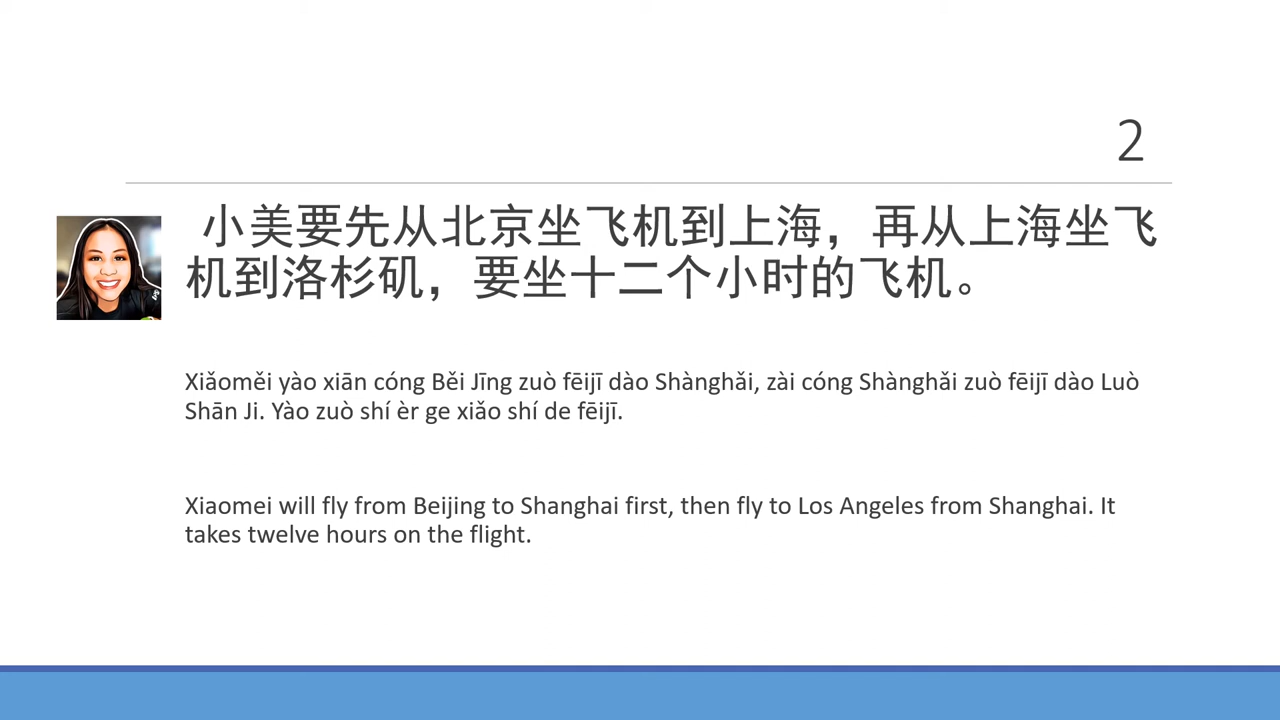 2
小美要先从北京坐飞机到上海，再从上海坐飞
机到洛杉矶，要坐十二个小时的飞机。
Xiǎoměi yào xiān cóng Běi Jīng zuò fēijī dào Shànghǎi, zài cóng Shànghǎi zuò fēijī dào Luò
Shān Ji. Yào zuò shí èr ge xiǎo shí de fēijī.
Xiaomei will fly from Beijing to Shanghai first, then fly to Los Angeles from Shanghai. It
takes twelve hours on the flight.